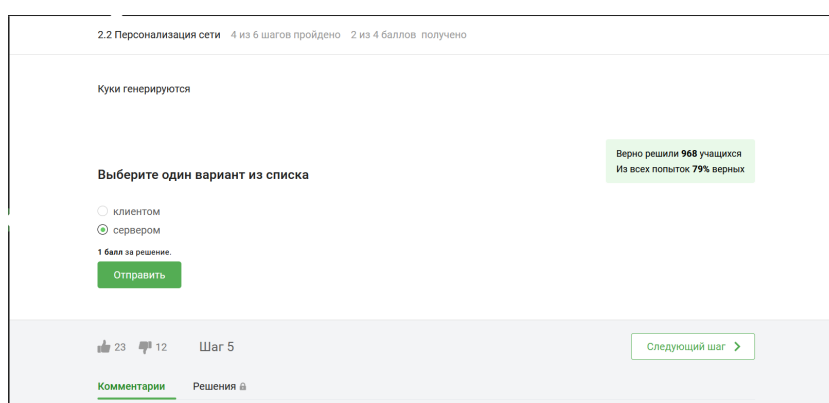 2.2 Персонализация сети 4 из 6 шагов пройдено 2 из 4 баллов получено
Куки генерируются
Верно решили 968 учащихся
Из всех попыток 79% верных
Выберите один вариант из списка
клиентом
сервером
1 балл за решение.
Отправить
23 12 Шаг 5
Следующий шаг
Комментарии Решения